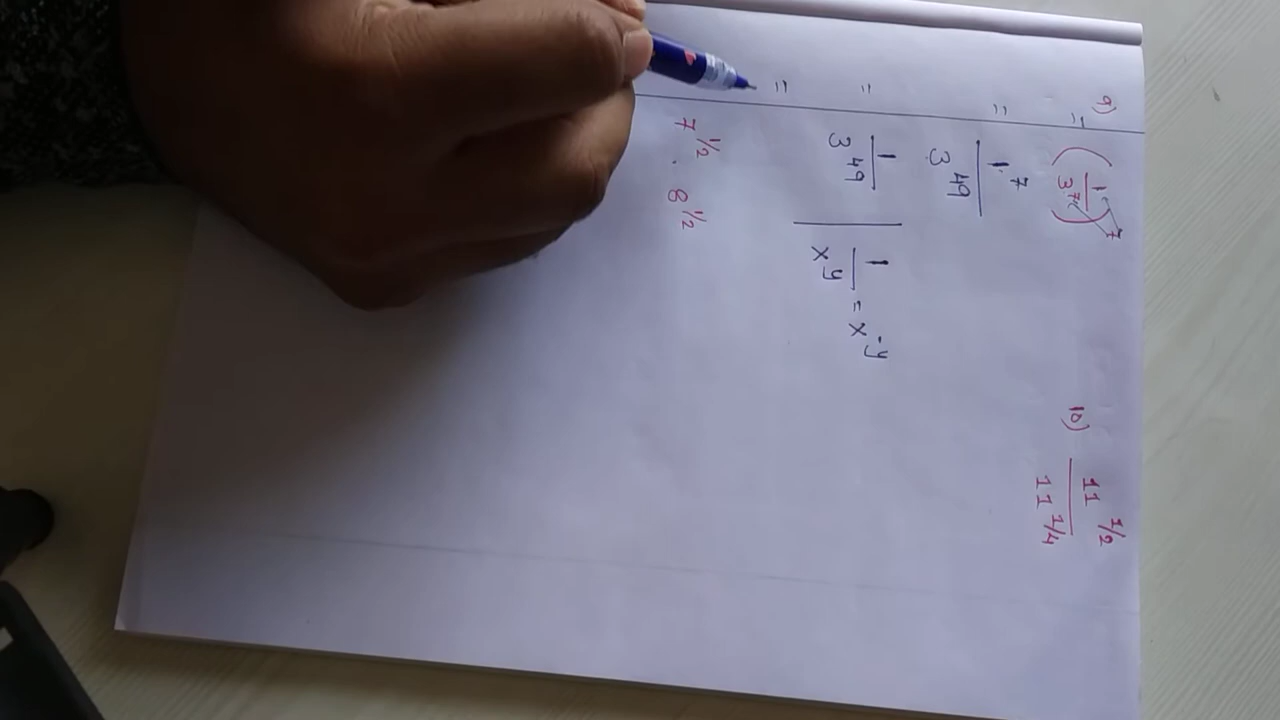 9)
= (1/3^7)^7
= 1^7/3^49
= 1/3^49 | 1/x^y = x^-y
=
7^1/2 . 8^1/2
10) 11^1/2 / 11^1/4